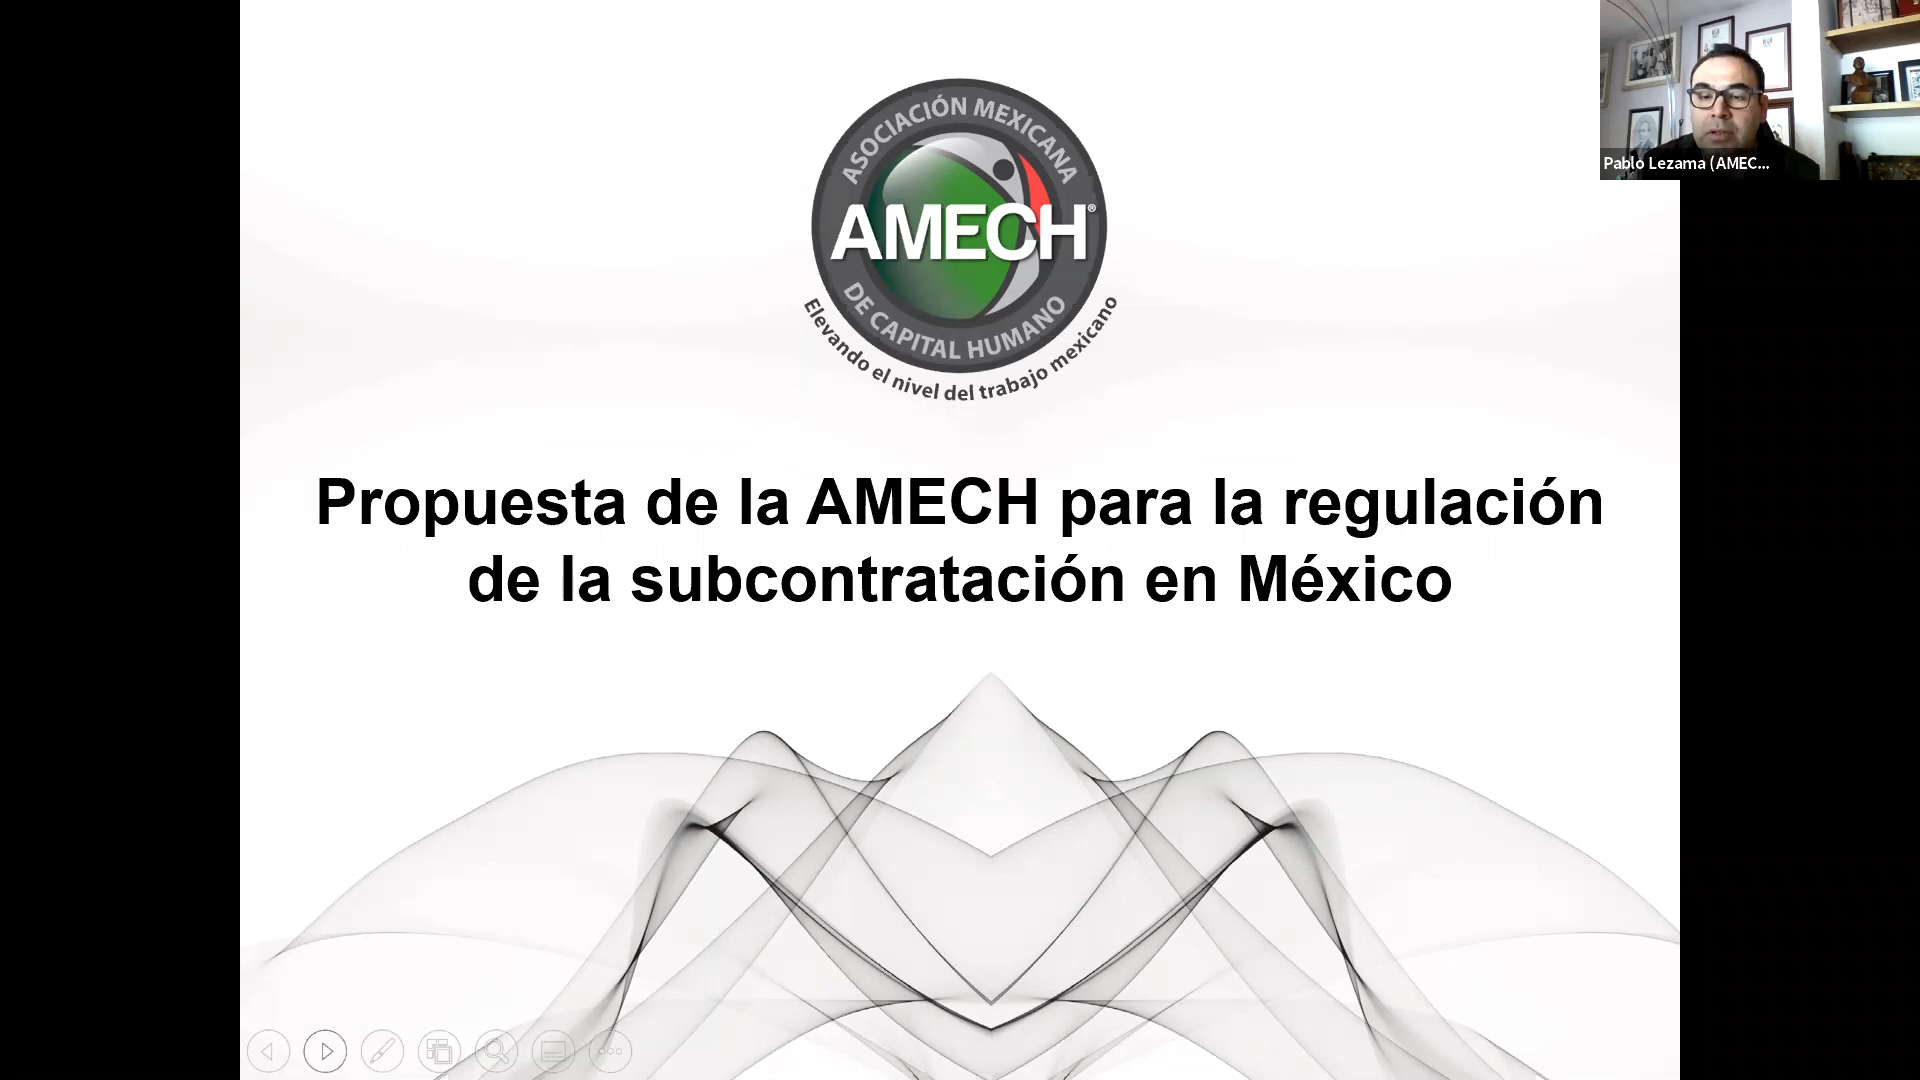 ASOCIACIÓN MEXICANA
AMECH®
DE CAPITAL HUMANO
Elevando el nivel del trabajo mexicano
Pablo Lezama (AMEC...
Propuesta de la AMECH para la regulación
de la subcontratación en México